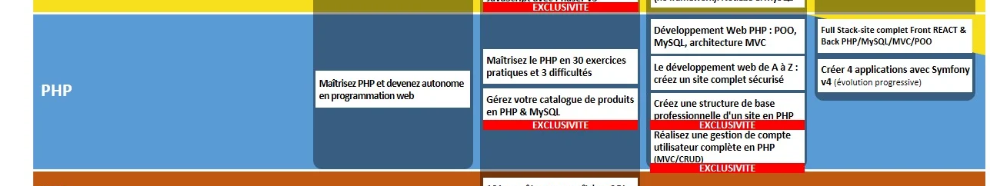 EXCLUSIVITE
PHP
Maîtrisez PHP et devenez autonome
en programmation web
Maîtrisez le PHP en 30 exercices
pratiques et 3 difficultés
Gérez votre catalogue de produits
en PHP & MySQL
EXCLUSIVITE
Développement Web PHP : POO,
MySQL, architecture MVC
Le développement web de A à Z :
créez un site complet sécurisé
Créez une structure de base
professionelle d'un site en PHP
EXCLUSIVITE
Réalisez une gestion de compte
utilisateur complète en PHP
(MVC/CRUD)
EXCLUSIVITE
Full Stack-site complet Front REACT &
Back PHP/MySQL/MVC/POO
Créer 4 applications avec Symfony
v4 (évolution progressive)